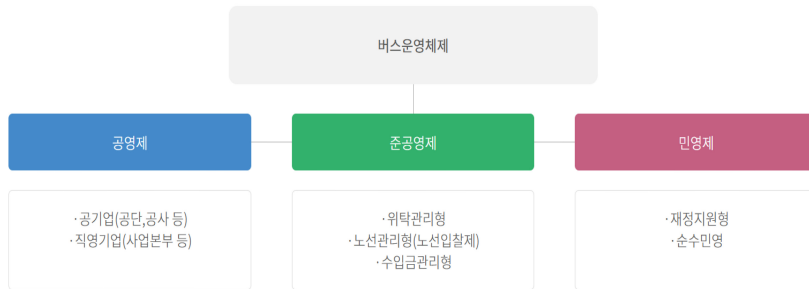 버스운영체제
공영제
준공영제
민영제
·공기업(공단,공사 등)
·직영기업(사업본부 등)
·위탁관리형
·노선관리형(노선입찰제)
·수입금관리형
·재정지원형
·순수민영